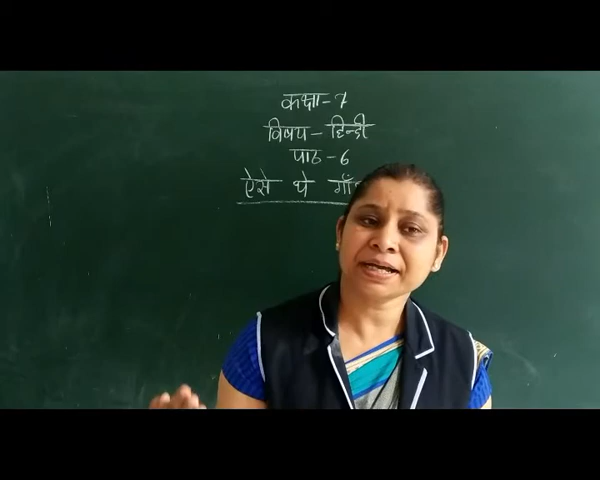 कक्षा-7
विषय-हिन्दी
पाठ-6
ऐसे थे